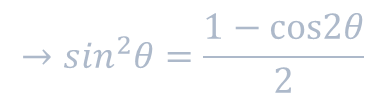 → sin²θ = (1 − cos2θ)/2